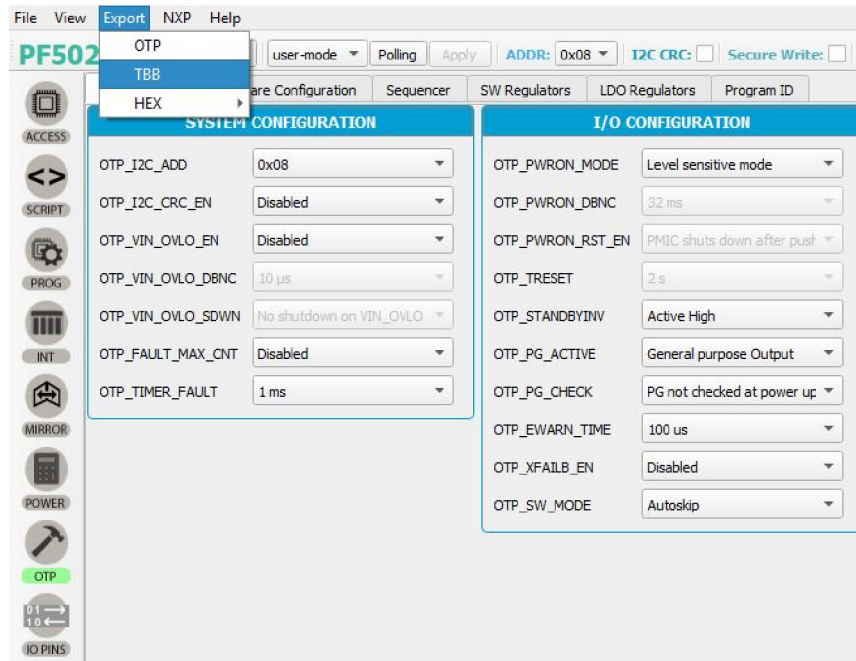 File View Export NXP Help
PF502 user-mode Polling Apply ADDR: 0x08 I2C CRC: Secure Write:
OTP
TBB
HEX
are Configuration Sequencer SW Regulators LDO Regulators Program ID
ACCESS
SCRIPT
PROG
INT
MIRROR
POWER
OTP
IO PINS
SYSTEM CONFIGURATION
OTP_I2C_ADD 0x08
OTP_I2C_CRC_EN Disabled
OTP_VIN_OVLO_EN Disabled
OTP_VIN_OVLO_DBNC 10 µs
OTP_VIN_OVLO_SDWN No shutdown on VIN_OVLO
OTP_FAULT_MAX_CNT Disabled
OTP_TIMER_FAULT 1 ms
I/O CONFIGURATION
OTP_PWRON_MODE Level sensitive mode
OTP_PWRON_DBNC 32 ms
OTP_PWRON_RST_EN PMIC shuts down after push
OTP_TRESET 2 s
OTP_STANDBYINV Active High
OTP_PG_ACTIVE General purpose Output
OTP_PG_CHECK PG not checked at power up
OTP_EWARN_TIME 100 us
OTP_XFAILB_EN Disabled
OTP_SW_MODE Autoskip